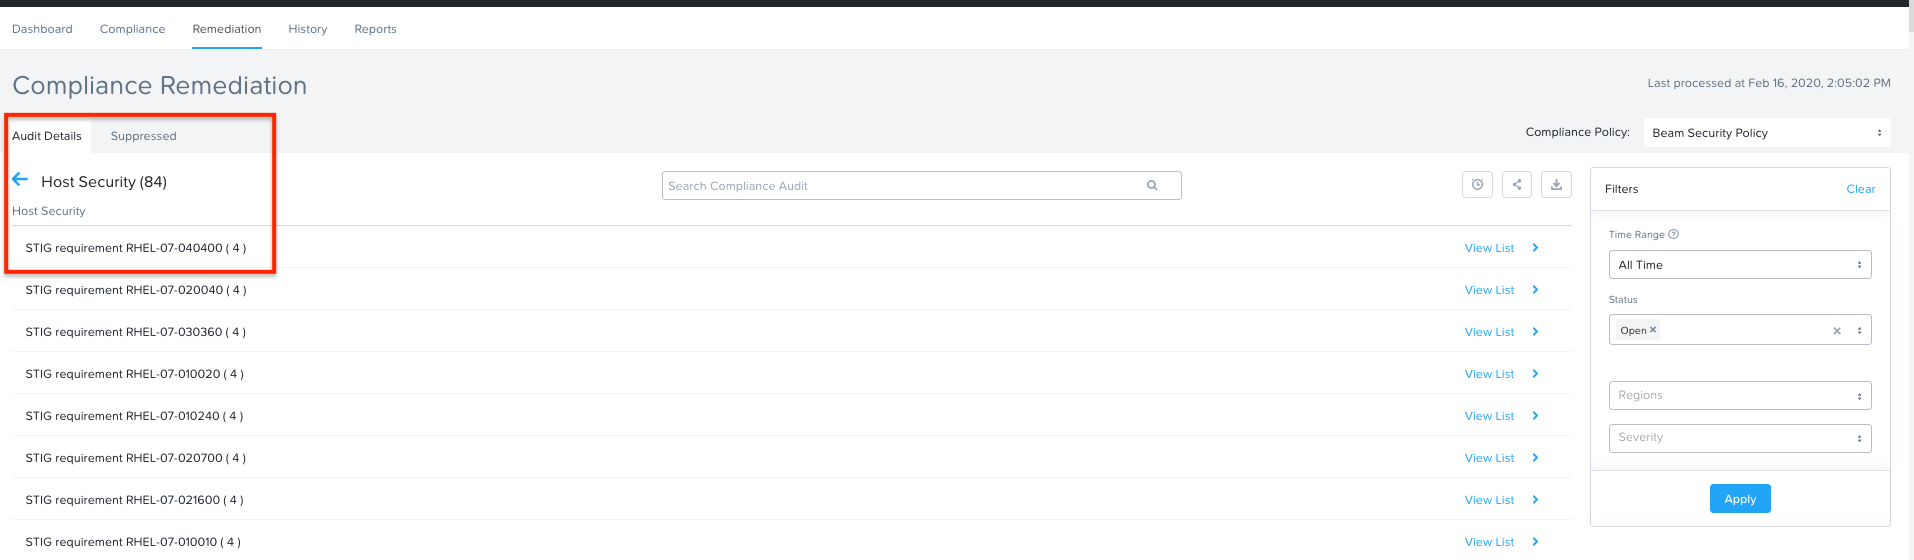 Dashboard Compliance Remediation History Reports
Compliance Remediation
Last processed at Feb 16, 2020, 2:05:02 PM
Audit Details Suppressed
Compliance Policy: Beam Security Policy
Host Security (84)
Search Compliance Audit
Host Security
STIG requirement RHEL-07-040400 ( 4 ) View List
STIG requirement RHEL-07-020040 ( 4 ) View List
STIG requirement RHEL-07-030360 ( 4 ) View List
STIG requirement RHEL-07-010020 ( 4 ) View List
STIG requirement RHEL-07-010240 ( 4 ) View List
STIG requirement RHEL-07-020700 ( 4 ) View List
STIG requirement RHEL-07-021600 ( 4 ) View List
STIG requirement RHEL-07-010010 ( 4 ) View List
Filters Clear
Time Range
All Time
Status
Open
Regions
Severity
Apply